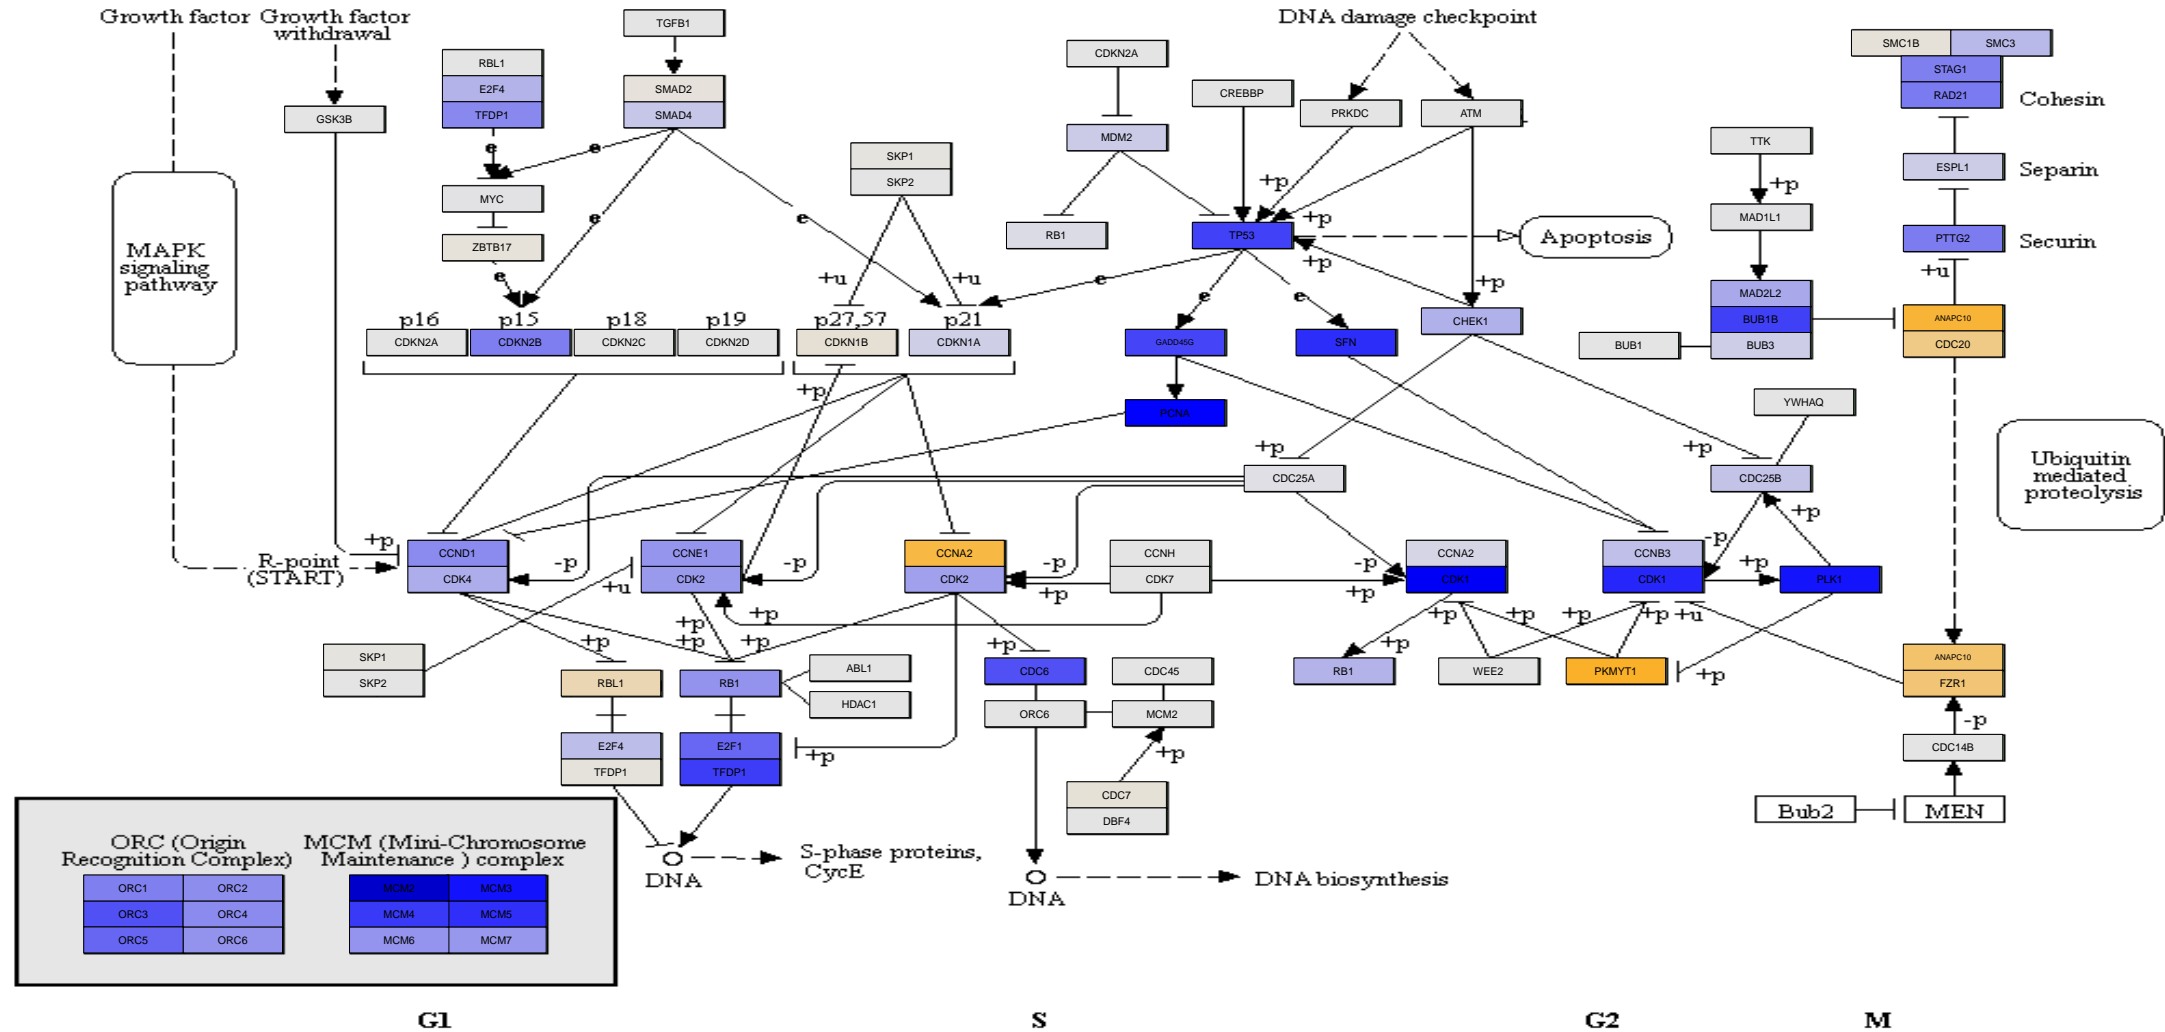 Growth factor
Growth factor
withdrawal
TGFB1
DNA damage checkpoint
SMC1B
SMC3
RBL1
E2F4
TFDP1
SMAD2
SMAD4
CDKN2A
CREBBP
PRKDC
ATM
STAG1
RAD21
Cohesin
GSK3B
MDM2
TTK
e
e
SKP1
SKP2
ESPL1
Separin
+p
+p
MYC
MAD1L1
e
e
RB1
TP53
+p
Apoptosis
PTTG2
Securin
ZBTB17
MAPK
signaling
pathway
e
+u
+u
e
+p
+p
+u
e
e
MAD2L2
BUB1B
BUB3
ANAPC10
CDC20
p16
p15
p18
p19
p27,57
p21
CDKN2A
CDKN2B
CDKN2C
CDKN2D
CDKN1B
CDKN1A
GADD45G
SFN
CHEK1
BUB1
+p
PCNA
YWHAQ
+p
+p
CDC25A
CDC25B
Ubiquitin
mediated
proteolysis
+p
R-point
(START)
+p
CCND1
CDK4
-p
CCNE1
CDK2
-p
CCNA2
CDK2
-p
CCNH
CDK7
-p
CCNA2
CDK1
CCNB3
CDK1
-p
+p
PLK1
+u
+p
+p
+p
+p
+p
+p
+u
+p
+p
+p
+p
+p
+p
SKP1
SKP2
RBL1
RB1
ABL1
HDAC1
CDC6
CDC45
RB1
WEE2
PKMYT1
+p
ANAPC10
FZR1
ORC6
MCM2
-p
E2F4
TFDP1
E2F1
TFDP1
+p
+p
CDC14B
CDC7
DBF4
Bub2
MEN
ORC (Origin
Recognition Complex)
MCM (Mini-Chromosome
Maintenance ) complex
DNA
S-phase proteins,
CycE
DNA
DNA biosynthesis
ORC1
ORC2
MCM2
MCM3
ORC3
ORC4
MCM4
MCM5
ORC5
ORC6
MCM6
MCM7
G1
S
G2
M